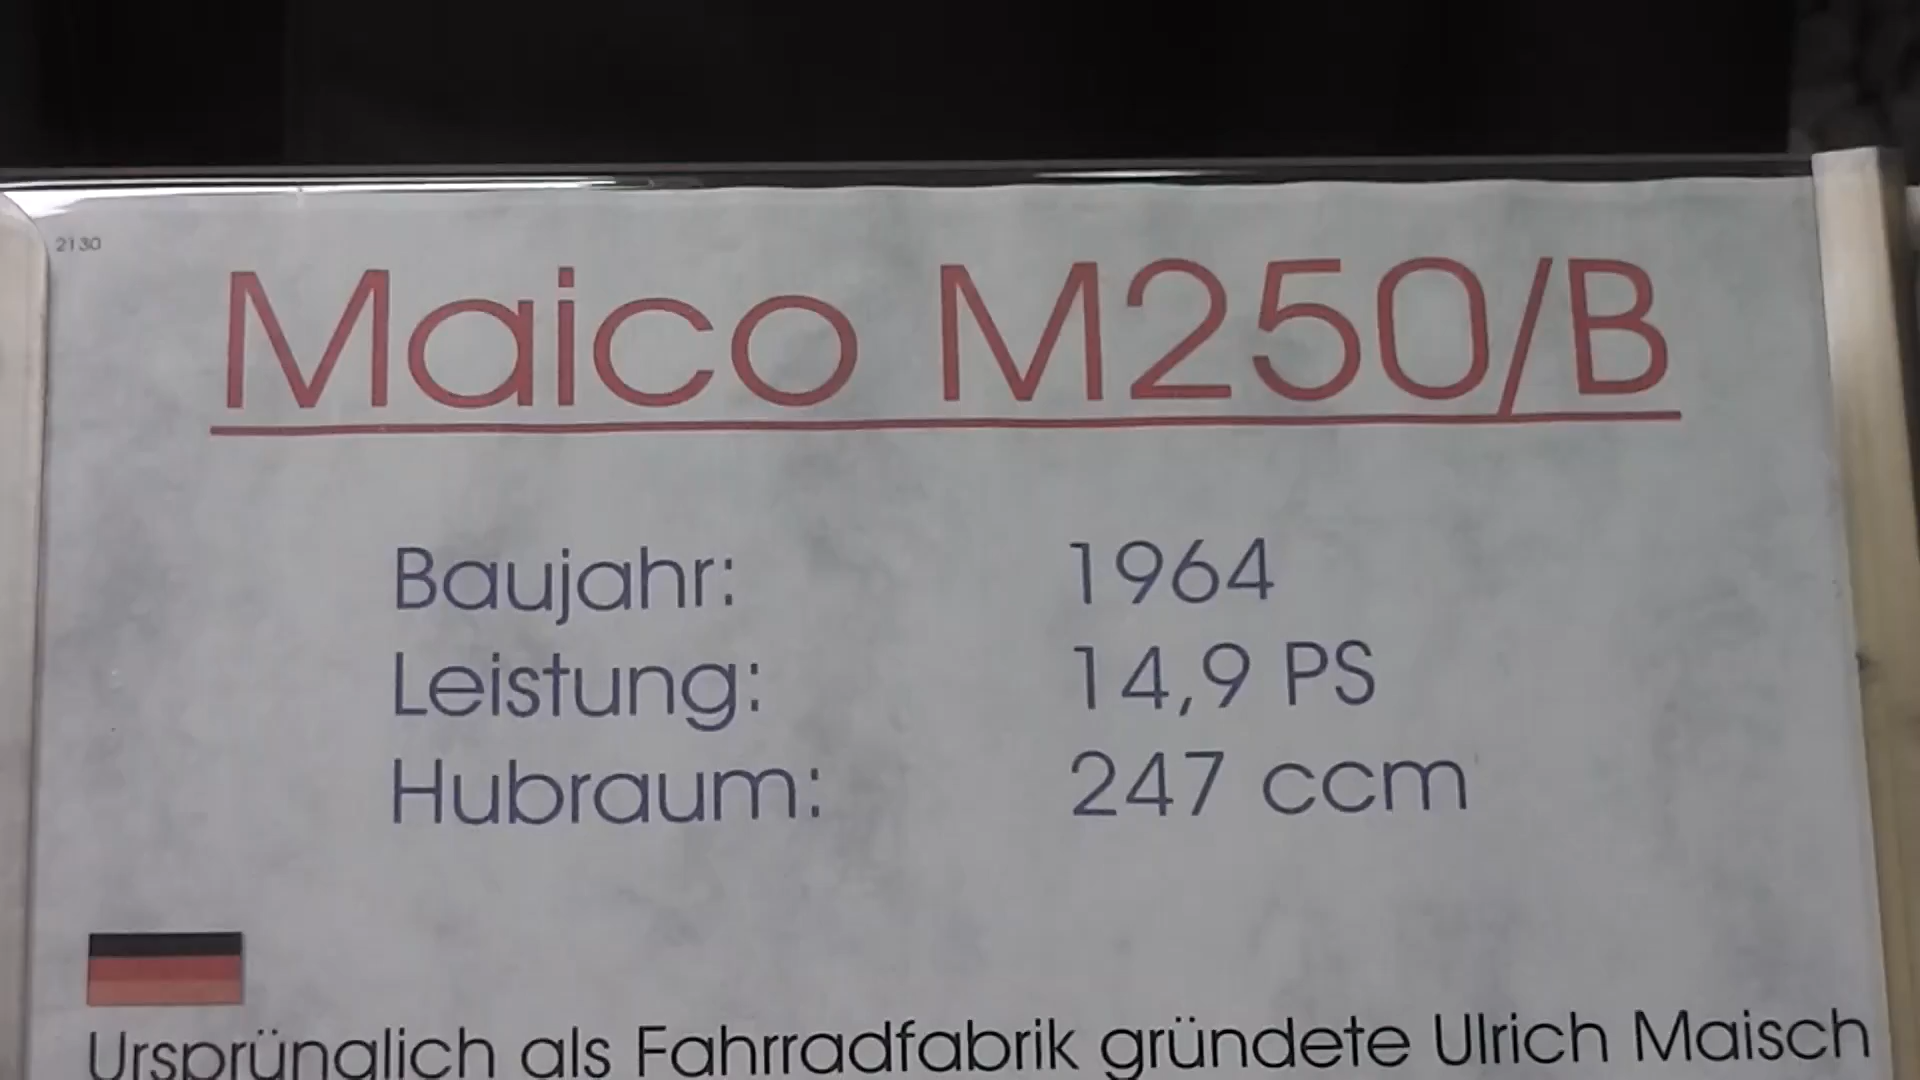 2130
Maico M250/B
Baujahr: 1964
Leistung: 14,9 PS
Hubraum: 247 ccm
Ursprünglich als Fahrradfabrik gründete Ulrich Maisch